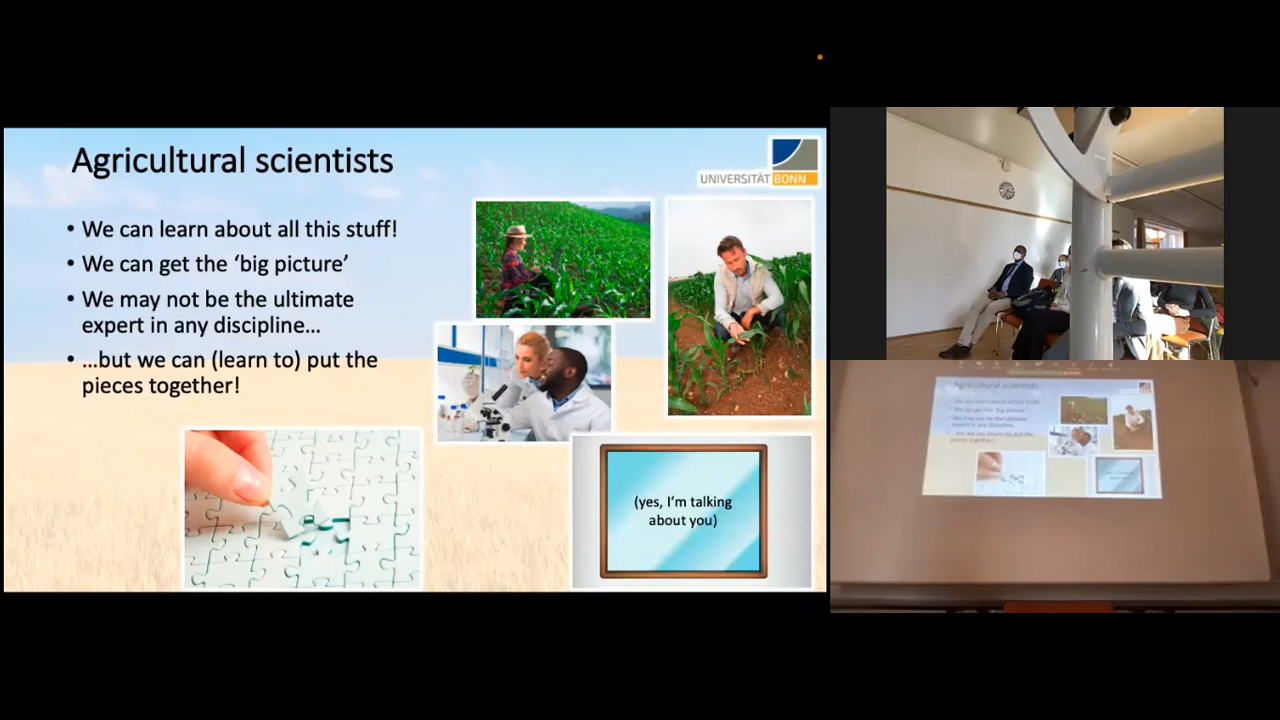 Agricultural scientists
UNIVERSITÄT BONN
• We can learn about all this stuff!
• We can get the ‘big picture’
• We may not be the ultimate
expert in any discipline…
• …but we can (learn to) put the
pieces together!
(yes, I’m talking
about you)
Agricultural scientists